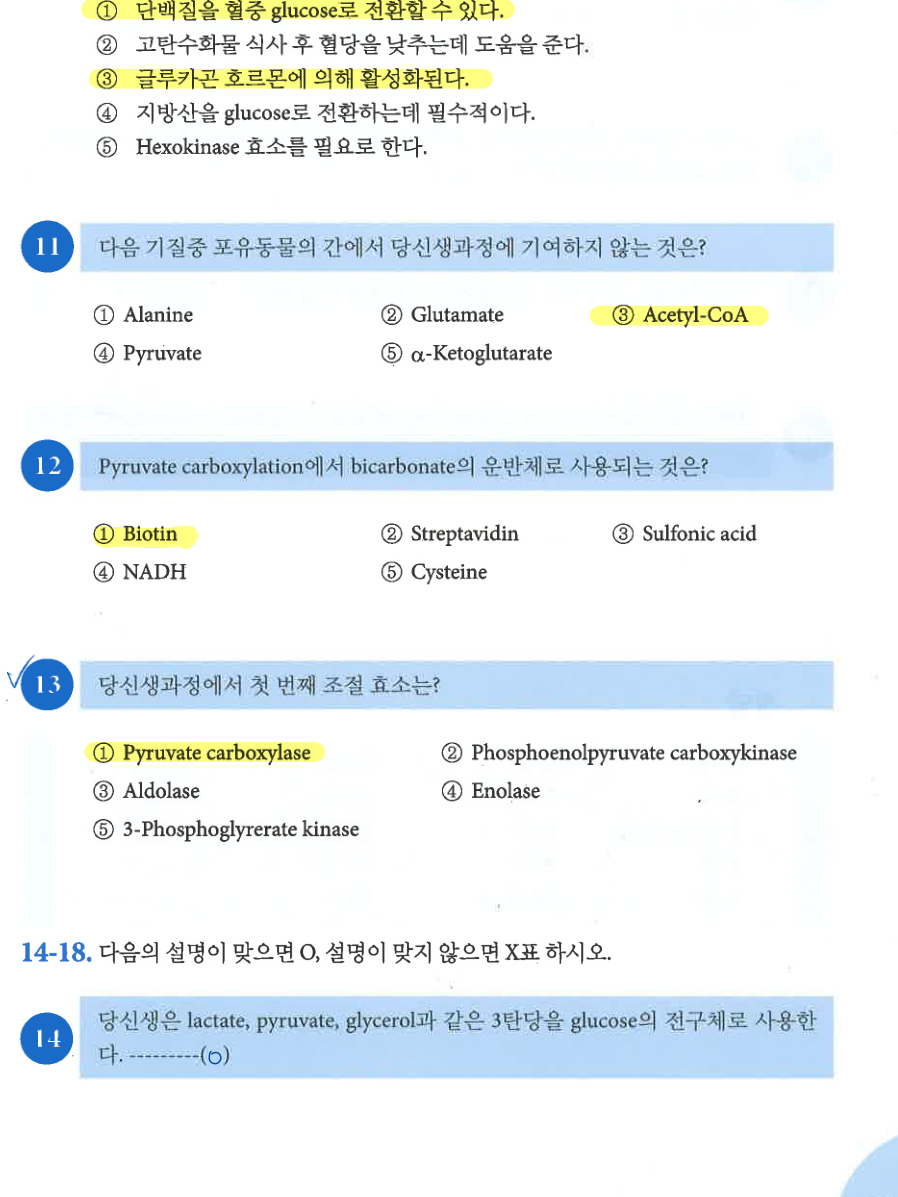 ① 단백질을 혈중 glucose로 전환할 수 있다.
② 고탄수화물 식사 후 혈당을 낮추는데 도움을 준다.
③ 글루카곤 호르몬에 의해 활성화된다.
④ 지방산을 glucose로 전환하는데 필수적이다.
⑤ Hexokinase 효소를 필요로 한다.
11 다음 기질중 포유동물의 간에서 당신생과정에 기여하지 않는 것은?
① Alanine ② Glutamate ③ Acetyl-CoA
④ Pyruvate ⑤ α-Ketoglutarate
12 Pyruvate carboxylation에서 bicarbonate의 운반체로 사용되는 것은?
① Biotin ② Streptavidin ③ Sulfonic acid
④ NADH ⑤ Cysteine
13 당신생과정에서 첫 번째 조절 효소는?
① Pyruvate carboxylase ② Phosphoenolpyruvate carboxykinase
③ Aldolase ④ Enolase
⑤ 3-Phosphoglyrerate kinase
14-18. 다음의 설명이 맞으면 O, 설명이 맞지 않으면 X표 하시오.
14 당신생은 lactate, pyruvate, glycerol과 같은 3탄당을 glucose의 전구체로 사용한
다. ---------(O)